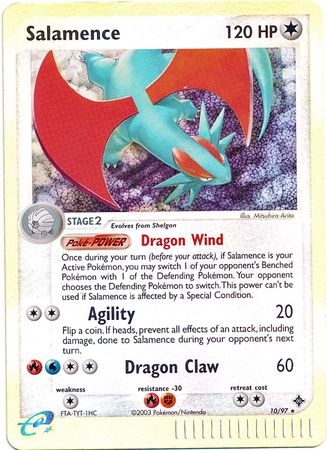 Salamence 120 HP
Illus. Mitsuhiro Arita
STAGE 2 Evolves from Shelgon
Poké-POWER Dragon Wind
Once during your turn (before your attack), if Salamence is your
Active Pokémon, you may switch 1 of your opponent's Benched
Pokémon with 1 of the Defending Pokémon. Your opponent
chooses the Defending Pokémon to switch. This power can't be
used if Salamence is affected by a Special Condition.
Agility 20
Flip a coin. If heads, prevent all effects of an attack, including
damage, done to Salamence during your opponent's next
turn.
Dragon Claw 60
weakness resistance -30 retreat cost
FTA-TYT-1HC ©2003 Pokémon/Nintendo 10/97 ★
e